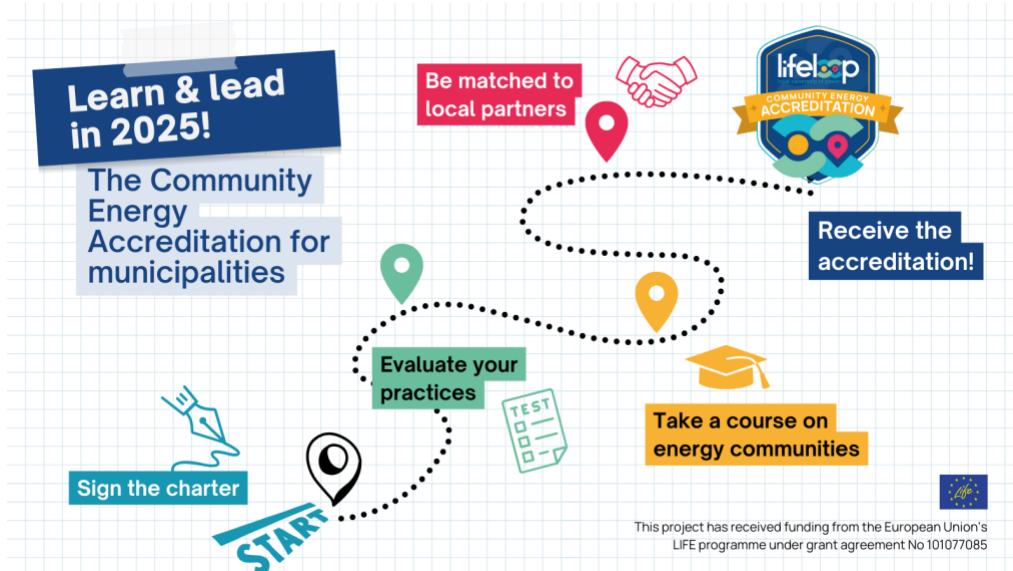 Learn & lead
in 2025!
The Community
Energy
Accreditation for
municipalities
Be matched to
local partners
lifeloop
COMMUNITY ENERGY
ACCREDITATION
Receive the
accreditation!
Evaluate your
practices
TEST
Take a course on
energy communities
Sign the charter
START
Life
This project has received funding from the European Union's
LIFE programme under grant agreement No 101077085